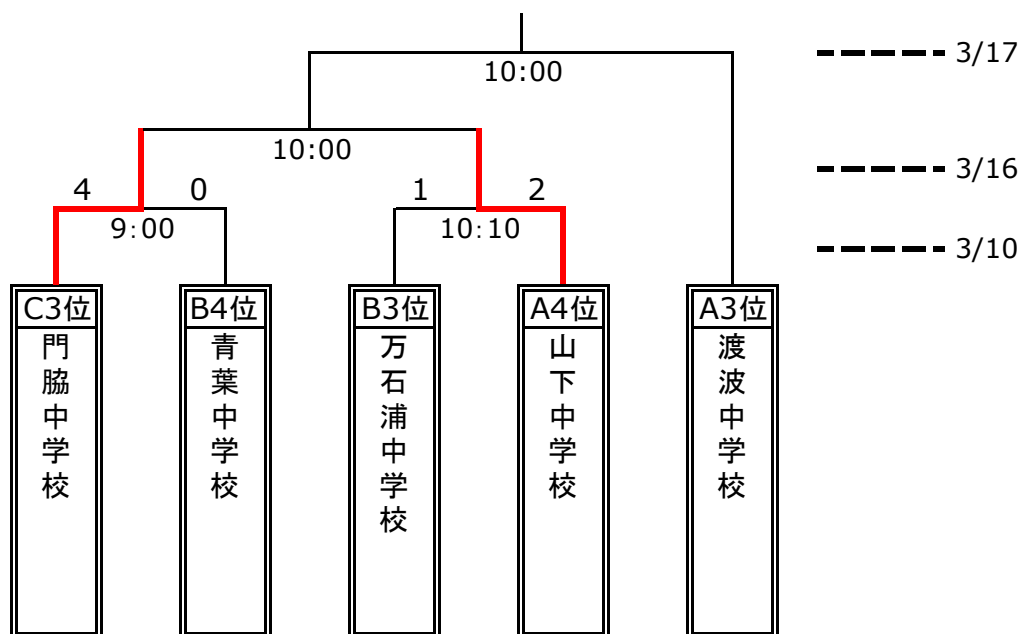 10:00
3/17
10:00
3/16
4
0
1
2
9:00
10:10
3/10
C3位
B4位
B3位
A4位
A3位
門脇中学校
青葉中学校
万石浦中学校
山下中学校
渡波中学校